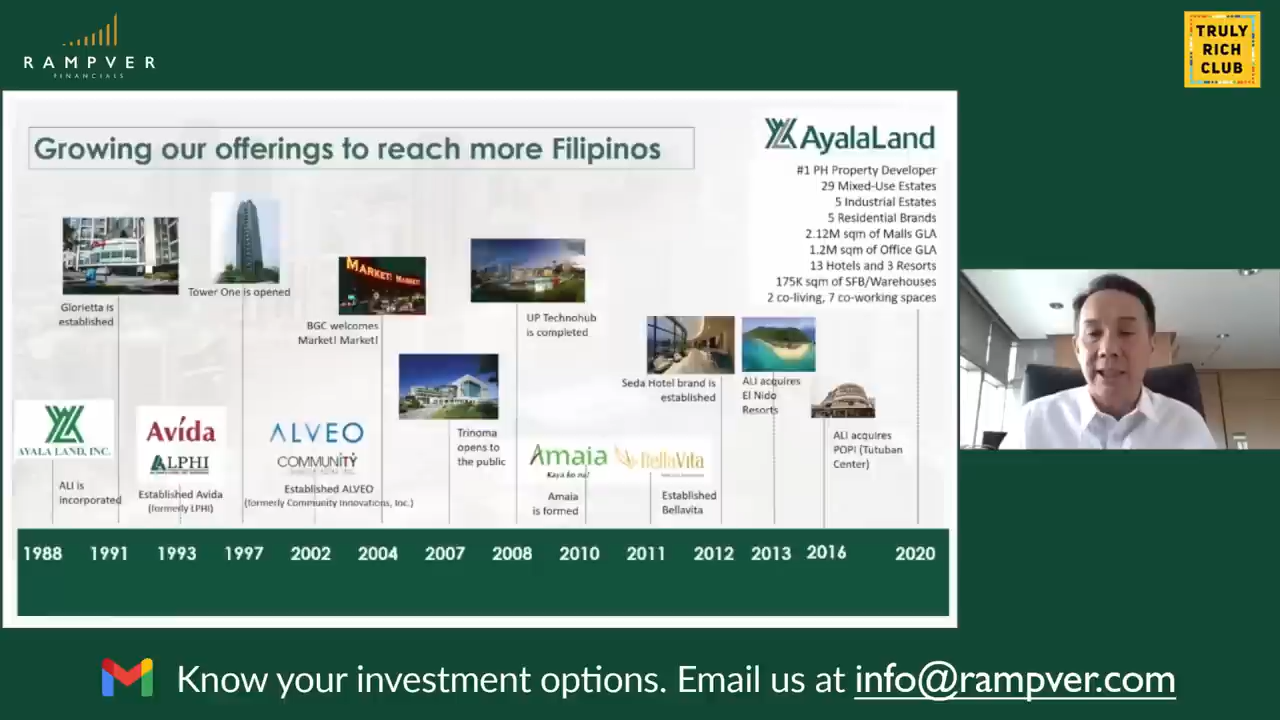 RAMPVER
FINANCIALS
TRULY
RICH
CLUB
Growing our offerings to reach more Filipinos
AyalaLand
#1 PH Property Developer
29 Mixed-Use Estates
5 Industrial Estates
5 Residential Brands
2.12M sqm of Malls GLA
1.2M sqm of Office GLA
13 Hotels and 3 Resorts
175K sqm of SFB/Warehouses
2 co-living, 7 co-working spaces
Glorietta is
established
Tower One is opened
MARKET! MARKET!
BGC welcomes
Market! Market!
UP Technohub
is completed
Seda Hotel brand is
established
ALI acquires
El Nido
Resorts
ALI acquires
POPI (Tutuban
Center)
Trinoma
opens to
the public
AYALA LAND, INC.
ALI is
incorporated
Avida
ALPHI
Established Avida
(formerly LPHI)
ALVEO
COMMUNITY
Established ALVEO
(formerly Community Innovations, Inc.)
Amaia
Kaya ko na!
Amaia
is formed
BellaVita
Established
Bellavita
1988 1991 1993 1997 2002 2004 2007 2008 2010 2011 2012 2013 2016 2020
Know your investment options. Email us at info@rampver.com